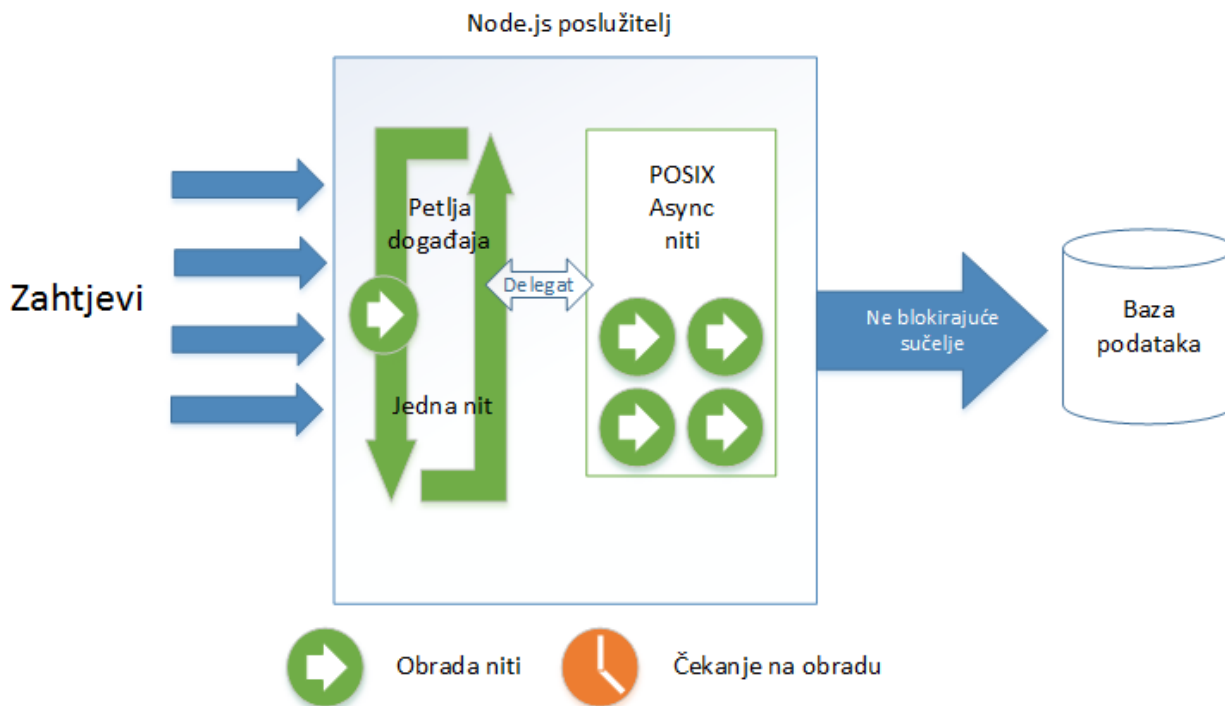 Node.js poslužitelj
Zahtjevi
Petlja
događaja
Jedna nit
Delegat
POSIX
Async
niti
Ne blokirajuće
sučelje
Baza
podataka
Obrada niti
Čekanje na obradu